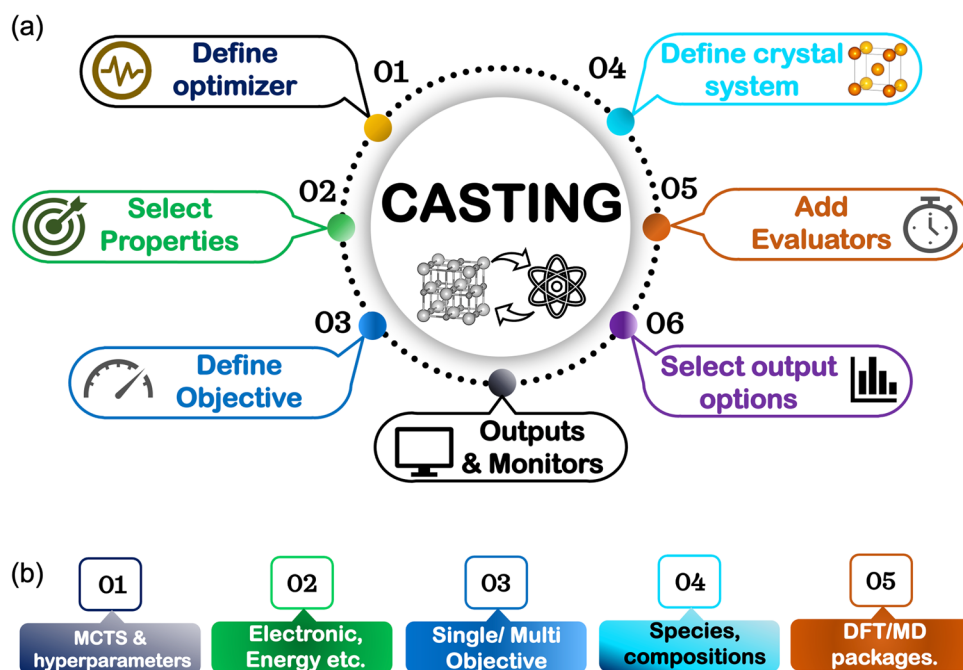 (a)
Define
optimizer
01
04
Define crystal
system
02
Select
Properties
CASTING
05
Add
Evaluators
03
Define
Objective
06
Select output
options
Outputs
& Monitors
(b)
01
02
03
04
05
MCTS &
hyperparameters
Electronic,
Energy etc.
Single/ Multi
Objective
Species,
compositions
DFT/MD
packages.